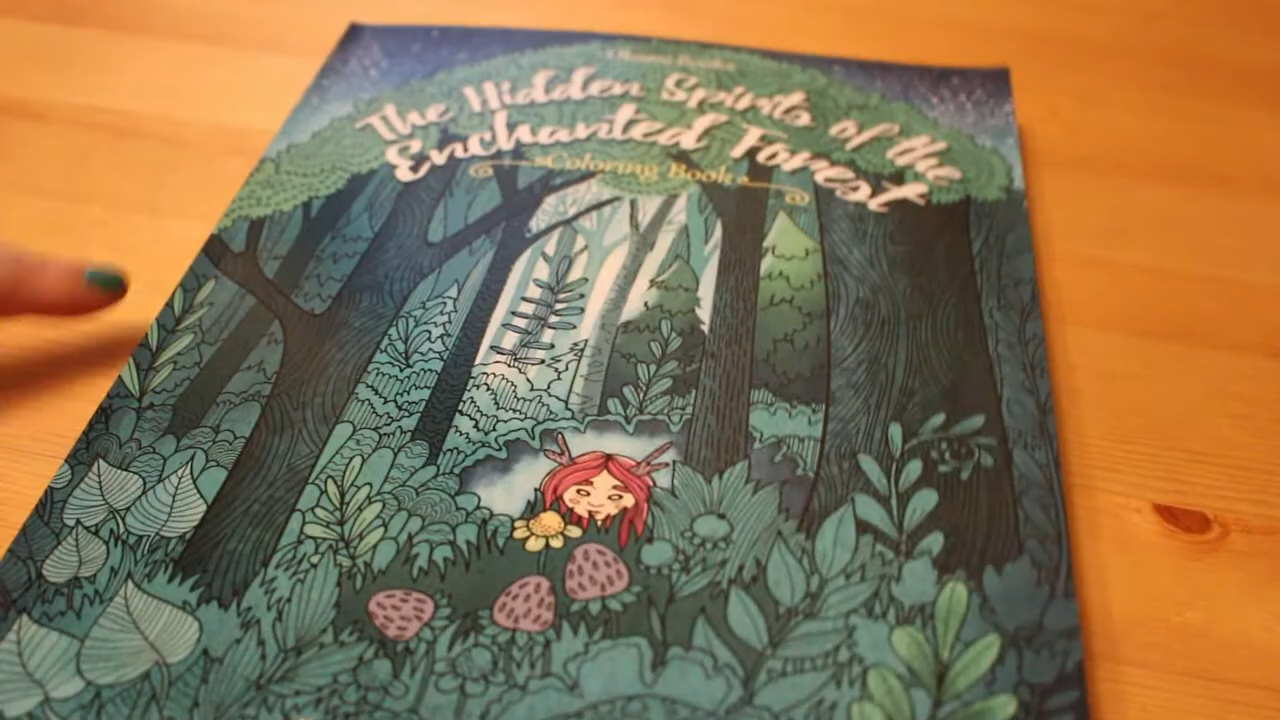 The Hidden Spirits of the
Enchanted Forest
Coloring Book